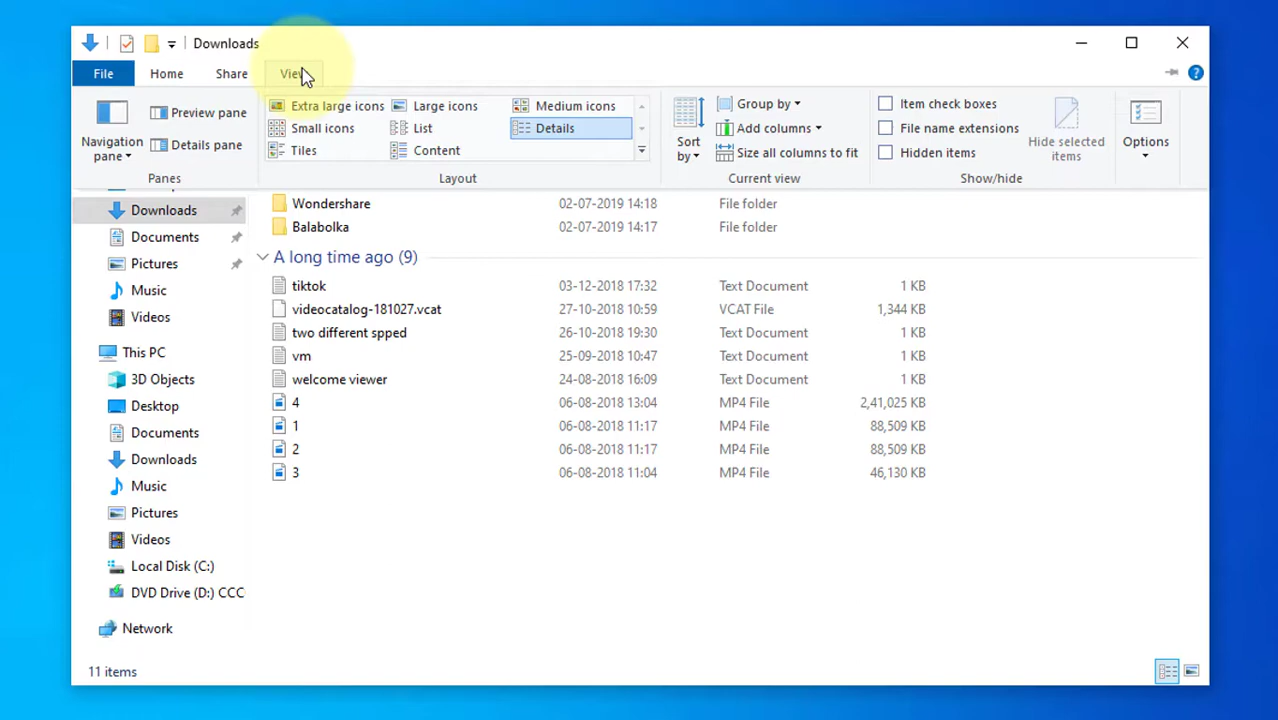 Downloads
File Home Share View
Navigation pane
Preview pane
Details pane
Panes
Extra large icons Large icons Medium icons
Small icons List Details
Tiles Content
Layout
Sort by
Group by
Add columns
Size all columns to fit
Current view
Item check boxes
File name extensions
Hidden items
Hide selected items
Show/hide
Options
Downloads
Documents
Pictures
Music
Videos
This PC
3D Objects
Desktop
Documents
Downloads
Music
Pictures
Videos
Local Disk (C:)
DVD Drive (D:) CCC
Network
Wondershare 02-07-2019 14:18 File folder
Balabolka 02-07-2019 14:17 File folder
A long time ago (9)
tiktok 03-12-2018 17:32 Text Document 1 KB
videocatalog-181027.vcat 27-10-2018 10:59 VCAT File 1,344 KB
two different spped 26-10-2018 19:30 Text Document 1 KB
vm 25-09-2018 10:47 Text Document 1 KB
welcome viewer 24-08-2018 16:09 Text Document 1 KB
4 06-08-2018 13:04 MP4 File 2,41,025 KB
1 06-08-2018 11:17 MP4 File 88,509 KB
2 06-08-2018 11:17 MP4 File 88,509 KB
3 06-08-2018 11:04 MP4 File 46,130 KB
11 items